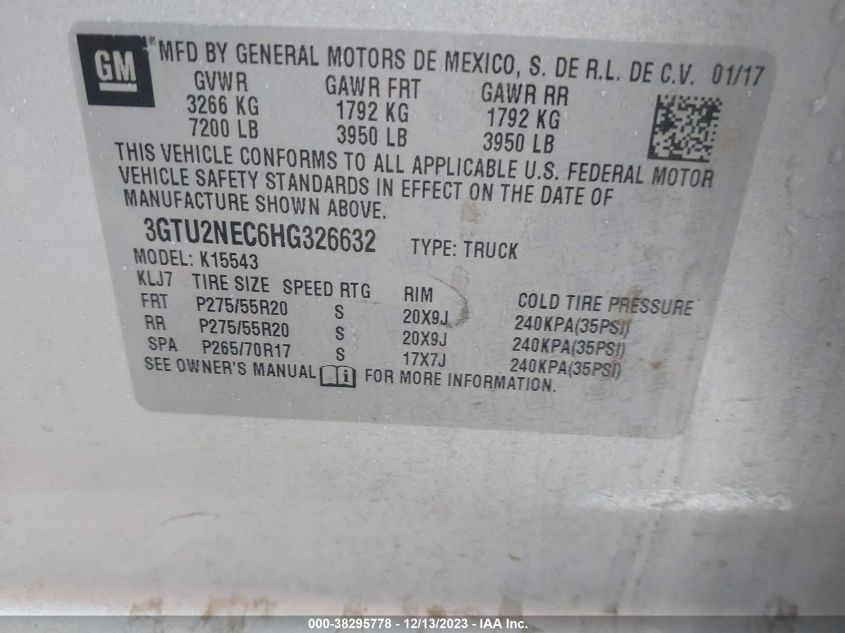 GM
MFD BY GENERAL MOTORS DE MEXICO, S. DE R.L. DE C.V. 01/17
GVWR GAWR FRT GAWR RR
3266 KG 1792 KG 1792 KG
7200 LB 3950 LB 3950 LB
THIS VEHICLE CONFORMS TO ALL APPLICABLE U.S. FEDERAL MOTOR
VEHICLE SAFETY STANDARDS IN EFFECT ON THE DATE OF
MANUFACTURE SHOWN ABOVE.
3GTU2NEC6HG326632 TYPE: TRUCK
MODEL: K15543
KLJ7 TIRE SIZE SPEED RTG RIM COLD TIRE PRESSURE
FRT P275/55R20 S 20X9J 240KPA(35PSI)
RR P275/55R20 S 20X9J 240KPA(35PSI)
SPA P265/70R17 S 17X7J 240KPA(35PSI)
SEE OWNER'S MANUAL FOR MORE INFORMATION.
000-38295778 - 12/13/2023 - IAA Inc.